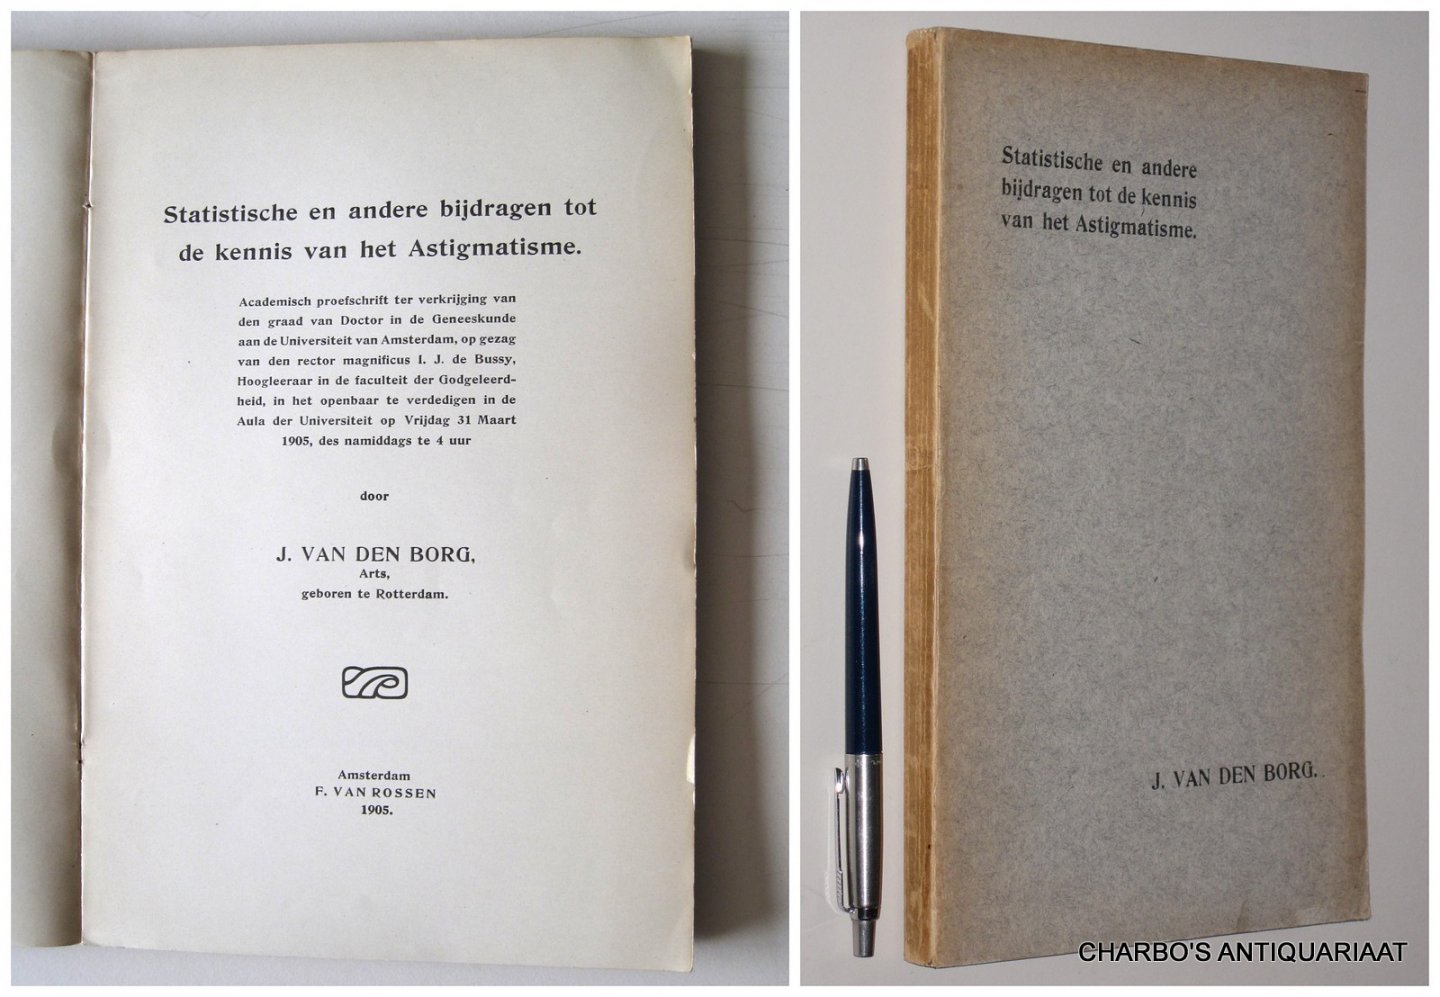 Statistische en andere bijdragen tot
de kennis van het Astigmatisme.
Academisch proefschrift ter verkrijging van
den graad van Doctor in de Geneeskunde
aan de Universiteit van Amsterdam, op gezag
van den rector magnificus I. J. de Bussy,
Hoogleeraar in de faculteit der Godgeleerd-
heid, in het openbaar te verdedigen in de
Aula der Universiteit op Vrijdag 31 Maart
1905, des namiddags te 4 uur
door
J. VAN DEN BORG,
Arts,
geboren te Rotterdam.
Amsterdam
F. VAN ROSSEN
1905.
Statistische en andere
bijdragen tot de kennis
van het Astigmatisme.
J. VAN DEN BORG.
CHARBO'S ANTIQUARIAAT